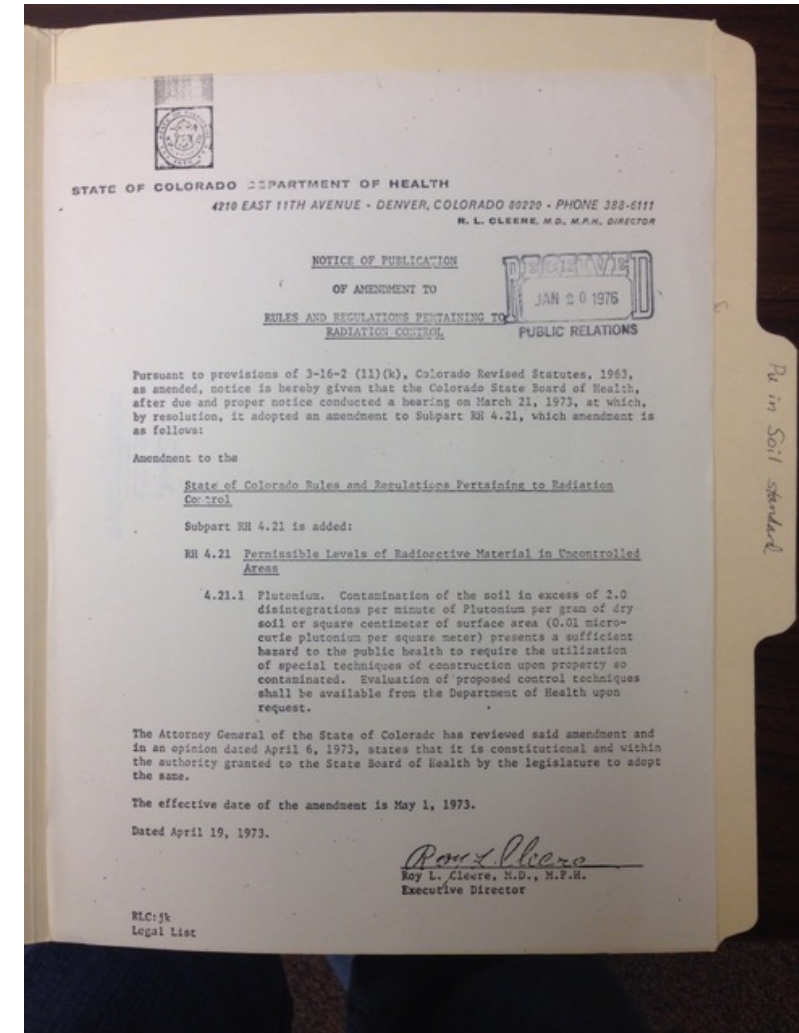 STATE OF COLORADO DEPARTMENT OF HEALTH
4210 EAST 11TH AVENUE - DENVER, COLORADO 80220 - PHONE 388-6111
R. L. CLEERE, M.D., M.P.H., DIRECTOR
NOTICE OF PUBLICATION
OF AMENDMENT TO
RULES AND REGULATIONS PERTAINING TO
RADIATION CONTROL
RECEIVED
JAN 20 1976
PUBLIC RELATIONS
Pursuant to provisions of 3-16-2 (11)(k), Colorado Revised Statutes, 1963,
as amended, notice is hereby given that the Colorado State Board of Health,
after due and proper notice conducted a hearing on March 21, 1973, at which,
by resolution, it adopted an amendment to Subpart RH 4.21, which amendment is
as follows:
Amendment to the
State of Colorado Rules and Regulations Pertaining to Radiation
Control
Subpart RH 4.21 is added:
RH 4.21 Permissible Levels of Radioactive Material in Uncontrolled
Areas
4.21.1 Plutonium. Contamination of the soil in excess of 2.0
disintegrations per minute of Plutonium per gram of dry
soil or square centimeter of surface area (0.01 micro-
curie plutonium per square meter) presents a sufficient
hazard to the public health to require the utilization
of special techniques of construction upon property so
contaminated. Evaluation of proposed control techniques
shall be available from the Department of Health upon
request.
The Attorney General of the State of Colorado has reviewed said amendment and
in an opinion dated April 6, 1973, states that it is constitutional and within
the authority granted to the State Board of Health by the legislature to adopt
the same.
The effective date of the amendment is May 1, 1973.
Dated April 19, 1973.
Roy L. Cleere
Roy L. Cleere, M.D., M.P.H.
Executive Director
RLC:jk
Legal List
Pu in Soil standard